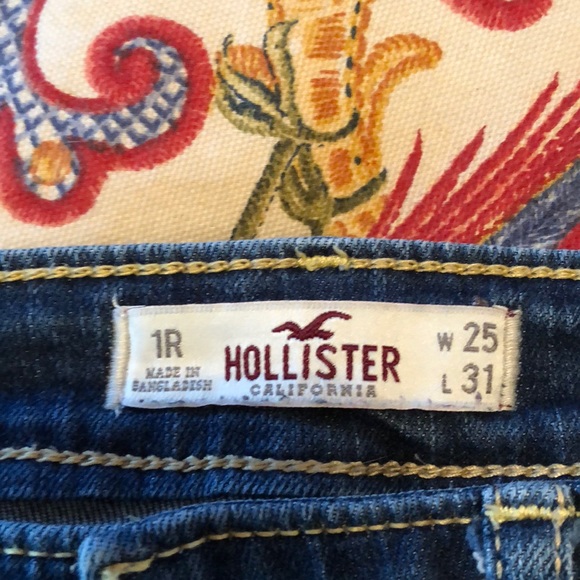 1R
MADE IN
BANGLADESH
HOLLISTER
CALIFORNIA
W 25
L 31